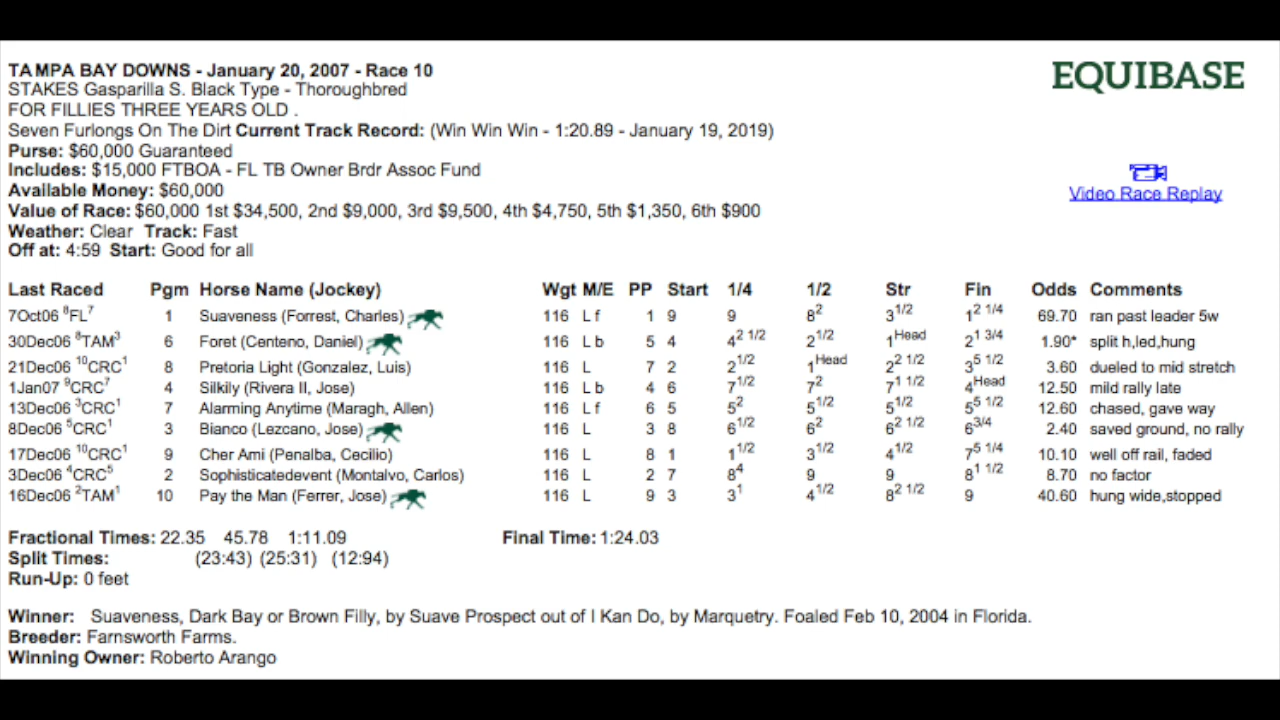 TAMPA BAY DOWNS - January 20, 2007 - Race 10
EQUIBASE
STAKES Gasparilla S. Black Type - Thoroughbred
FOR FILLIES THREE YEARS OLD .
Seven Furlongs On The Dirt Current Track Record: (Win Win Win - 1:20.89 - January 19, 2019)
Purse: $60,000 Guaranteed
Includes: $15,000 FTBOA - FL TB Owner Brdr Assoc Fund
Available Money: $60,000
Video Race Replay
Value of Race: $60,000 1st $34,500, 2nd $9,000, 3rd $9,500, 4th $4,750, 5th $1,350, 6th $900
Weather: Clear Track: Fast
Off at: 4:59 Start: Good for all
Last Raced Pgm Horse Name (Jockey) Wgt M/E PP Start 1/4 1/2 Str Fin Odds Comments
7Oct06 8FL7 1 Suaveness (Forrest, Charles) 116 L f 1 9 9 82 31/2 12 1/4 69.70 ran past leader 5w
30Dec06 8TAM3 6 Foret (Centeno, Daniel) 116 L b 5 4 42 1/2 21/2 1Head 21 3/4 1.90* split h,led,hung
21Dec06 10CRC1 8 Pretoria Light (Gonzalez, Luis) 116 L 7 2 21/2 1Head 22 1/2 35 1/2 3.60 dueled to mid stretch
1Jan07 9CRC7 4 Silkily (Rivera II, Jose) 116 L b 4 6 71/2 72 71 1/2 4Head 12.50 mild rally late
13Dec06 3CRC1 7 Alarming Anytime (Maragh, Allen) 116 L f 6 5 52 51/2 51/2 55 1/2 12.60 chased, gave way
8Dec06 5CRC1 3 Bianco (Lezcano, Jose) 116 L 3 8 61/2 62 62 1/2 63/4 2.40 saved ground, no rally
17Dec06 10CRC1 9 Cher Ami (Penalba, Cecilio) 116 L 8 1 11/2 31/2 41/2 75 1/4 10.10 well off rail, faded
3Dec06 4CRC5 2 Sophisticatedevent (Montalvo, Carlos) 116 L 2 7 84 9 9 81 1/2 8.70 no factor
16Dec06 2TAM1 10 Pay the Man (Ferrer, Jose) 116 L 9 3 31 41/2 82 1/2 9 40.60 hung wide,stopped
Fractional Times: 22.35 45.78 1:11.09 Final Time: 1:24.03
Split Times: (23:43) (25:31) (12:94)
Run-Up: 0 feet
Winner: Suaveness, Dark Bay or Brown Filly, by Suave Prospect out of I Kan Do, by Marquetry. Foaled Feb 10, 2004 in Florida.
Breeder: Farnsworth Farms.
Winning Owner: Roberto Arango